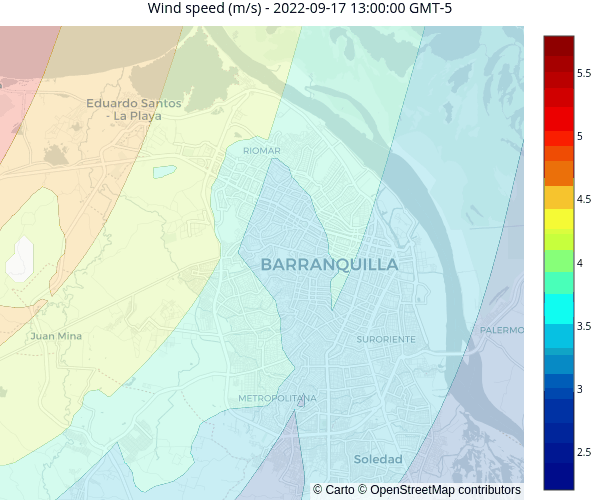 Wind speed (m/s) - 2022-09-17 13:00:00 GMT-5
Eduardo Santos
- La Playa
RIOMAR
BARRANQUILLA
Juan Mina
SURORIENTE
PALERMO
METROPOLITANA
Soledad
© Carto © OpenStreetMap contributors
5.5
5
4.5
4
3.5
3
2.5